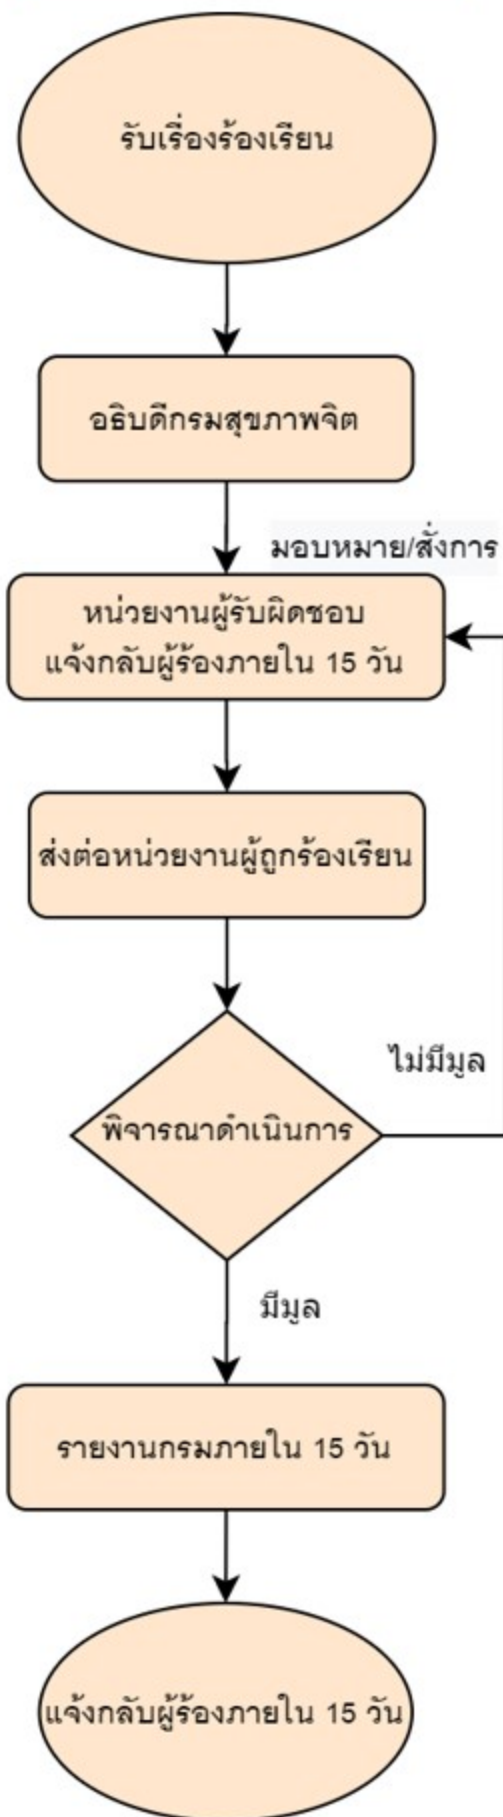 รับเรื่องร้องเรียน
อธิบดีกรมสุขภาพจิต
มอบหมาย/สั่งการ
หน่วยงานผู้รับผิดชอบ
แจ้งกลับผู้ร้องภายใน 15 วัน
ส่งต่อหน่วยงานผู้ถูกร้องเรียน
ไม่มีมูล
พิจารณาดำเนินการ
มีมูล
รายงานกรมภายใน 15 วัน
แจ้งกลับผู้ร้องภายใน 15 วัน